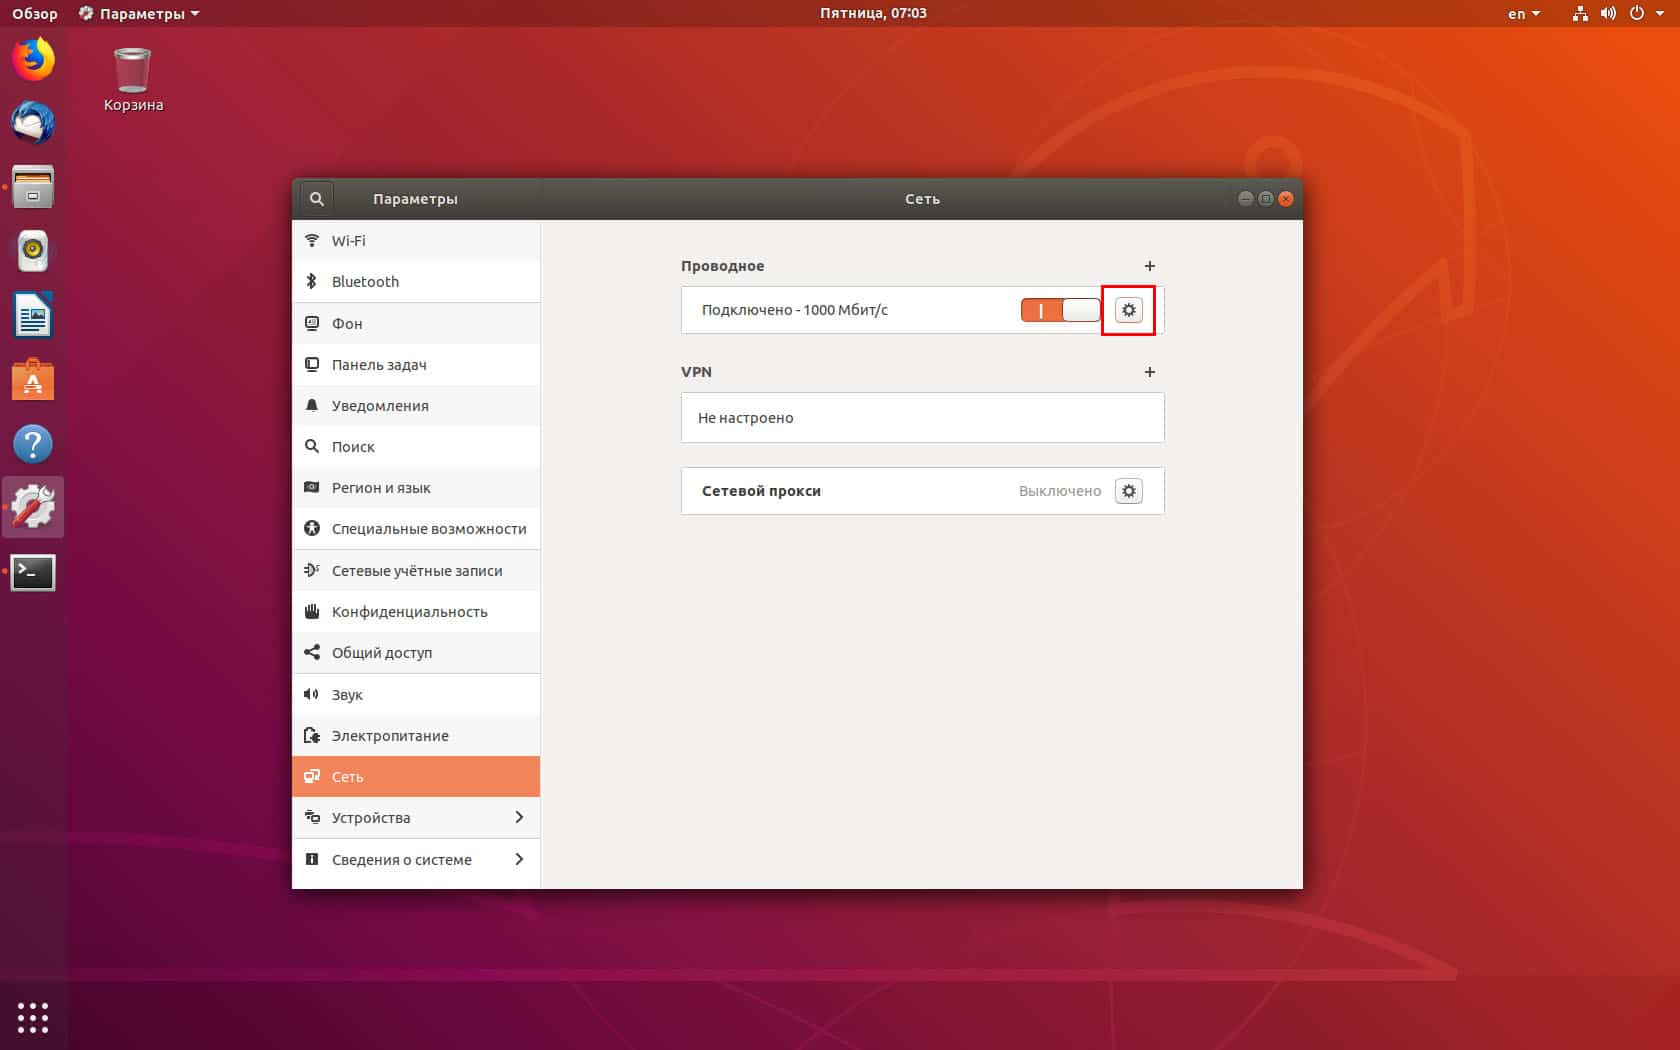 Обзор
Параметры
Пятница, 07:03
en
Корзина
Параметры
Сеть
Wi-Fi
Bluetooth
Фон
Панель задач
Уведомления
Поиск
Регион и язык
Специальные возможности
Сетевые учётные записи
Конфиденциальность
Общий доступ
Звук
Электропитание
Сеть
Устройства
Сведения о системе
Проводное
Подключено - 1000 Мбит/с
VPN
Не настроено
Сетевой прокси Выключено